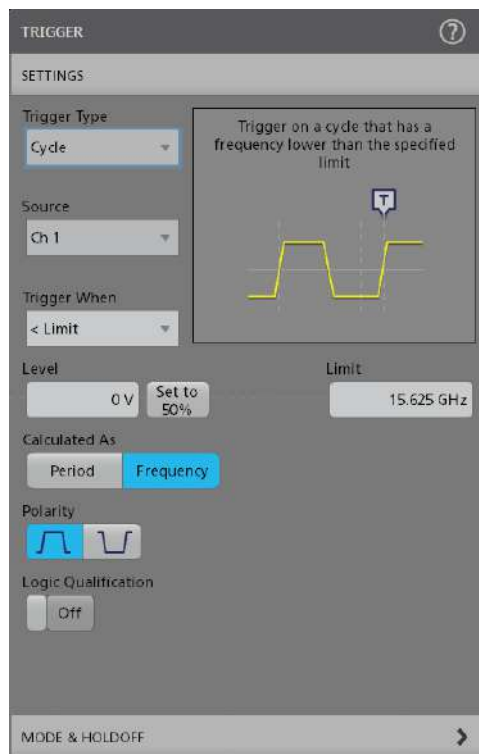 TRIGGER
SETTINGS
Trigger Type
Cycle
Trigger on a cycle that has a
frequency lower than the specified
limit
T
Source
Ch 1
Trigger When
< Limit
Level
Limit
0 V
Set to
50%
15.625 GHz
Calculated As
Period
Frequency
Polarity
Logic Qualification
Off
MODE & HOLDOFF